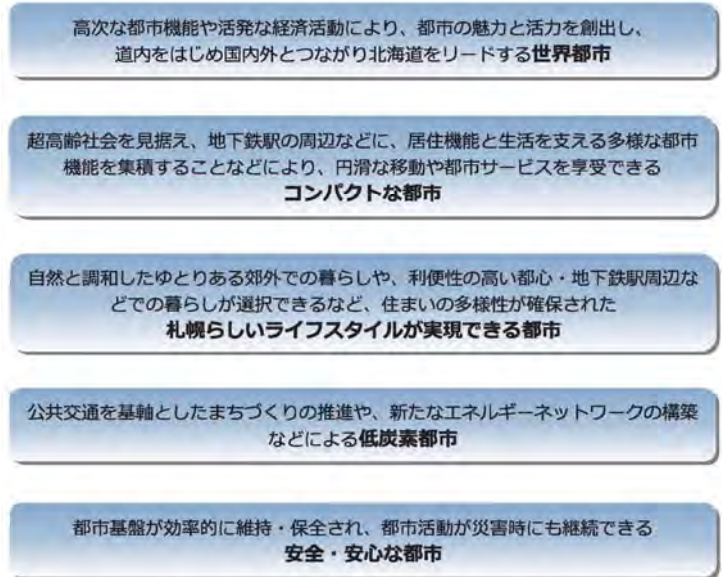 高次な都市機能や活発な経済活動により、都市の魅力と活力を創出し、
道内をはじめ国内外とつながり北海道をリードする世界都市
超高齢社会を見据え、地下鉄駅の周辺などに、居住機能と生活を支える多様な都市
機能を集積することなどにより、円滑な移動や都市サービスを享受できる
コンパクトな都市
自然と調和したゆとりある郊外での暮らしや、利便性の高い都心・地下鉄駅周辺な
どでの暮らしが選択できるなど、住まいの多様性が確保された
札幌らしいライフスタイルが実現できる都市
公共交通を基軸としたまちづくりの推進や、新たなエネルギーネットワークの構築
などによる低炭素都市
都市基盤が効率的に維持・保全され、都市活動が災害時にも継続できる
安全・安心な都市